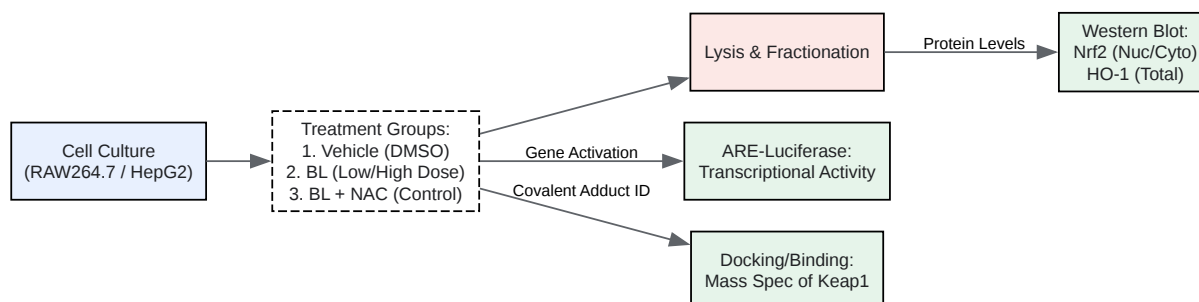 Cell Culture
(RAW264.7 / HepG2)
Treatment Groups:
1. Vehicle (DMSO)
2. BL (Low/High Dose)
3. BL + NAC (Control)
Lysis & Fractionation
Protein Levels
Western Blot:
Nrf2 (Nuc/Cyto)
HO-1 (Total)
Gene Activation
ARE-Luciferase:
Transcriptional Activity
Covalent Adduct ID
Docking/Binding:
Mass Spec of Keap1